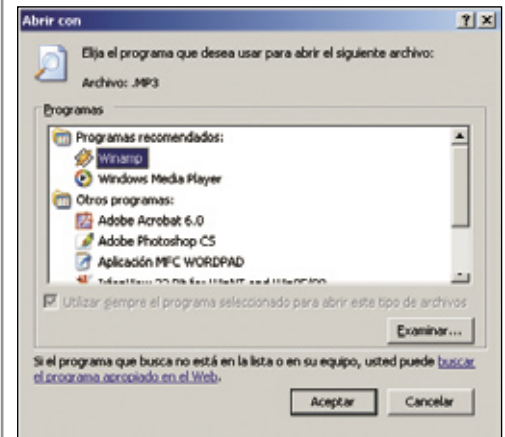 Abrir con
Elija el programa que desea usar para abrir el siguiente archivo:
Archivo: .MP3
Programas
Programas recomendados:
Winamp
Windows Media Player
Otros programas:
Adobe Acrobat 6.0
Adobe Photoshop CS
Aplicación MFC WORDPAD
Utilizar siempre el programa seleccionado para abrir este tipo de archivos
Examinar...
Si el programa que busca no está en la lista o en su equipo, usted puede buscar
el programa apropiado en el Web.
Aceptar
Cancelar